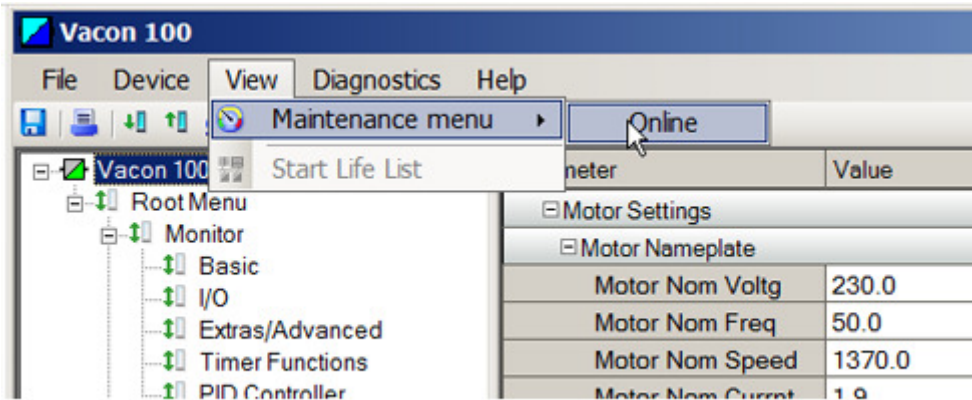 Vacon 100
File Device View Diagnostics Help
Maintenance menu Online
Start Life List
Vacon 100
meter Value
Root Menu
Motor Settings
Monitor
Motor Nameplate
Basic
Motor Nom Voltg 230.0
I/O
Motor Nom Freq 50.0
Extras/Advanced
Motor Nom Speed 1370.0
Timer Functions
Motor Nom Currnt 1.9
PID Controller